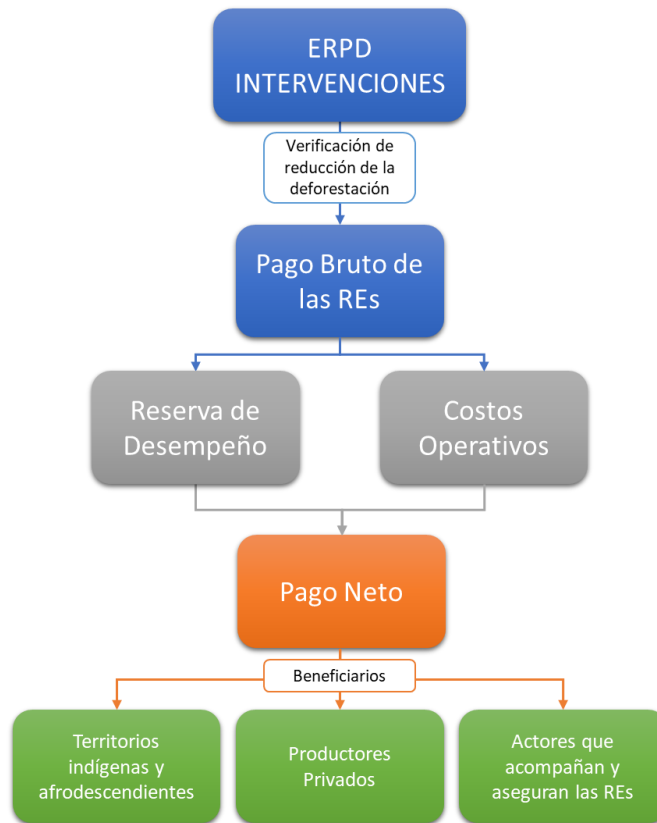 ERPD
INTERVENCIONES
Verificación de
reducción de la
deforestación
Pago Bruto de
las REs
Reserva de
Desempeño
Costos
Operativos
Pago Neto
Beneficiarios
Territorios
indígenas y
afrodescendientes
Productores
Privados
Actores que
acompañan y
aseguran las REs